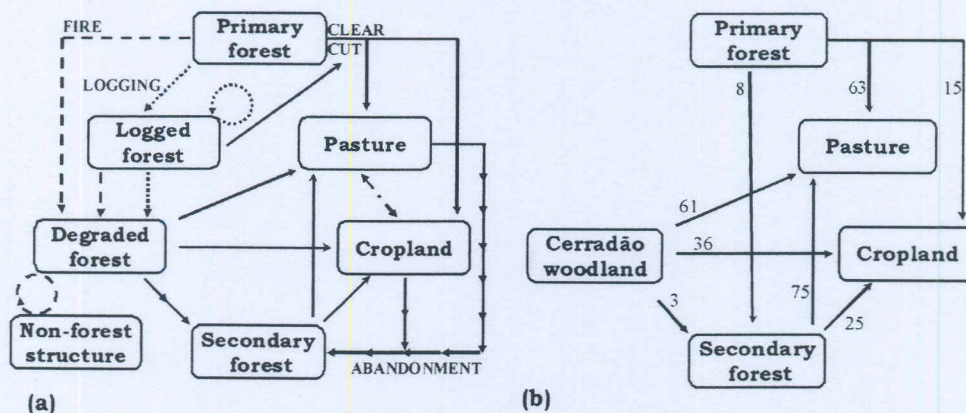 FIRE
Primary
forest
CLEAR
CUT
LOGGING
Logged
forest
Pasture
Degraded
forest
Cropland
Non-forest
structure
Secondary
forest
ABANDONMENT
(a)
Primary
forest
8
63
15
Pasture
61
Cerradão
woodland
36
Cropland
3
75
25
Secondary
forest
(b)